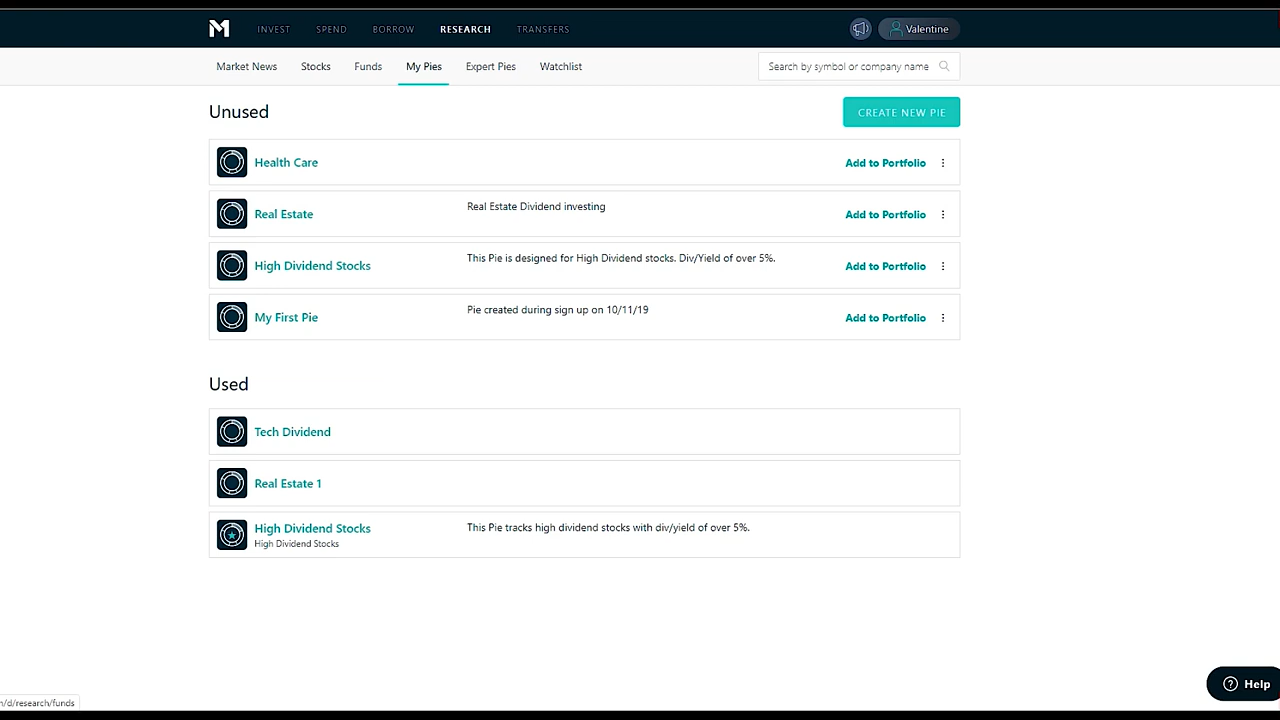 M INVEST SPEND BORROW RESEARCH TRANSFERS Valentine
Market News Stocks Funds My Pies Expert Pies Watchlist Search by symbol or company name
Unused CREATE NEW PIE
Health Care Add to Portfolio
Real Estate Real Estate Dividend investing Add to Portfolio
High Dividend Stocks This Pie is designed for High Dividend stocks. Div/Yield of over 5%. Add to Portfolio
My First Pie Pie created during sign up on 10/11/19 Add to Portfolio
Used
Tech Dividend
Real Estate 1
High Dividend Stocks This Pie tracks high dividend stocks with div/yield of over 5%.
High Dividend Stocks
Help
/d/research/funds